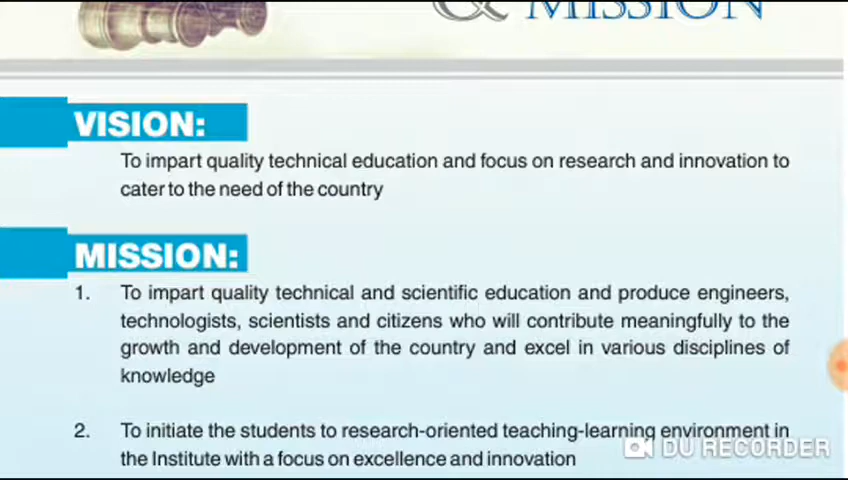 & MISSION
VISION:
To impart quality technical education and focus on research and innovation to
cater to the need of the country
MISSION:
1. To impart quality technical and scientific education and produce engineers,
technologists, scientists and citizens who will contribute meaningfully to the
growth and development of the country and excel in various disciplines of
knowledge
2. To initiate the students to research-oriented teaching-learning environment in
the Institute with a focus on excellence and innovation
DU RECORDER